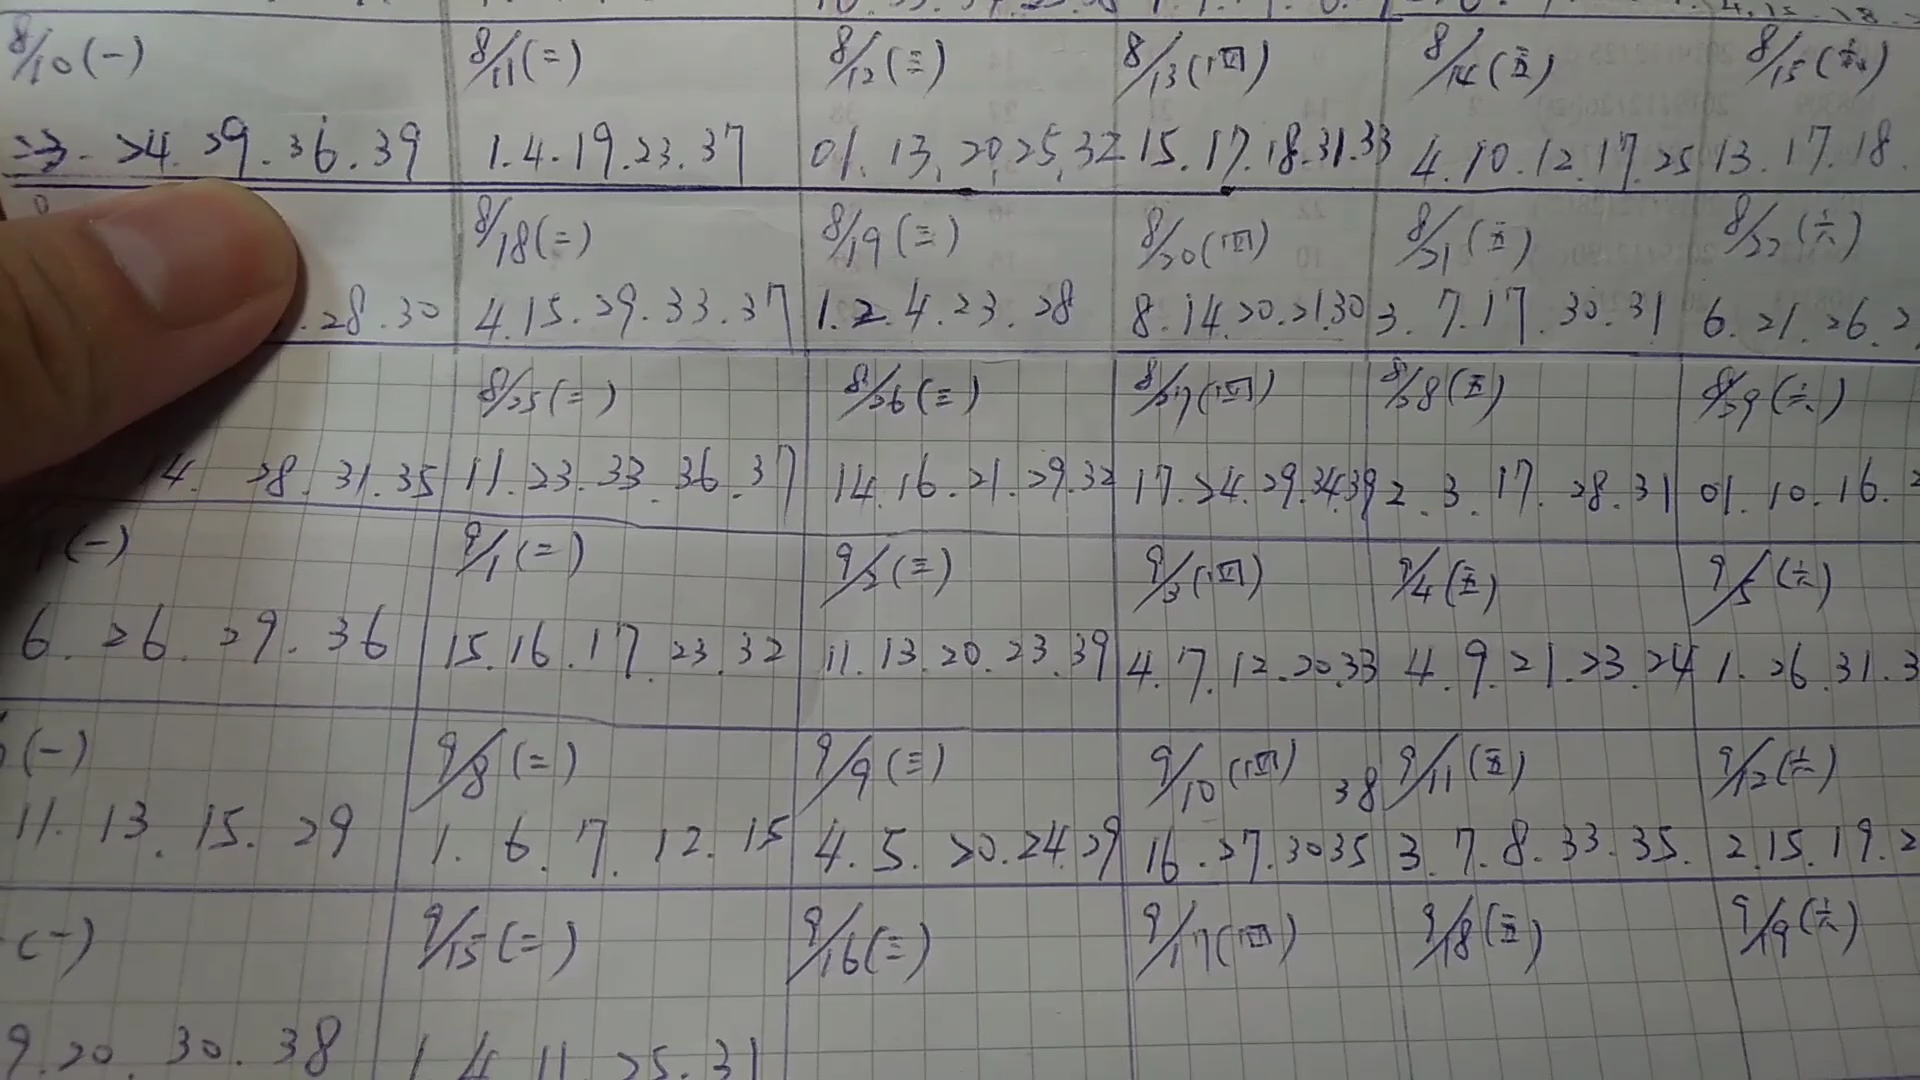 8/10(一) 8/11(二) 8/12(三) 8/13(四) 8/14(五) 8/15(六)
23. 24. 29. 36. 39 1. 4. 19. 23. 37 01. 13. 20. 25. 32 15. 17. 18. 31. 33 4. 10. 12. 17. 25 13. 17. 18.
8/18(二) 8/19(三) 8/20(四) 8/21(五) 8/22(六)
. 28. 30 4. 15. 29. 33. 37 1. 2. 4. 23. 28 8. 14. 20. 21. 30 3. 7. 17. 30. 31 6. 21. 26.
8/25(二) 8/26(三) 8/27(四) 8/28(五) 8/29(六)
14. 28. 31. 35 11. 23. 33. 36. 37 14. 16. 21. 29. 32 17. 24. 29. 34. 39 2. 3. 17. 28. 31 01. 10. 16.
(一) 9/1(二) 9/2(三) 9/3(四) 9/4(五) 9/5(六)
6. 26. 29. 36 15. 16. 17. 23. 32 11. 13. 20. 23. 39 4. 7. 12. 20. 33 4. 9. 21. 23. 24 1. 26. 31. 3
(一) 9/8(二) 9/9(三) 9/10(四) 38 9/11(五) 9/12(六)
11. 13. 15. 29 1. 6. 7. 12. 15 4. 5. 20. 24. 29 16. 27. 30 35 3. 7. 8. 33. 35. 2. 15. 19. 2
(一) 9/15(二) 9/16(三) 9/17(四) 9/18(五) 9/19(六)
9. 20. 30. 38 1 4 11. 25. 31